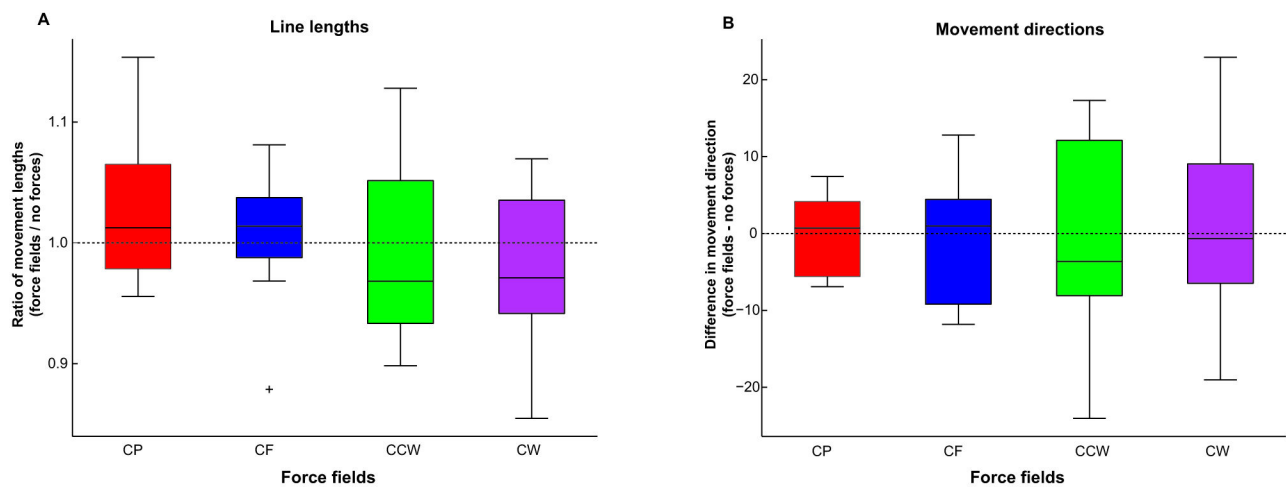 A
Line lengths
Ratio of movement lengths
(force fields / no forces)
1.1
1.0
0.9
CP CF CCW CW
Force fields
B
Movement directions
Difference in movement direction
(force fields - no forces)
20
10
0
−10
−20
CP CF CCW CW
Force fields